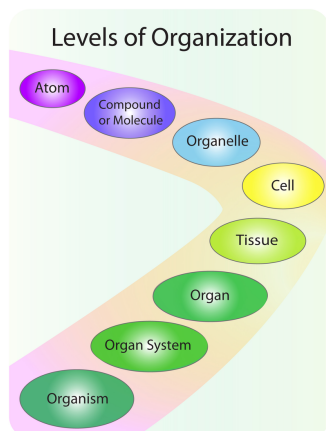 Levels of Organization
Atom
Compound
or Molecule
Organelle
Cell
Tissue
Organ
Organ System
Organism